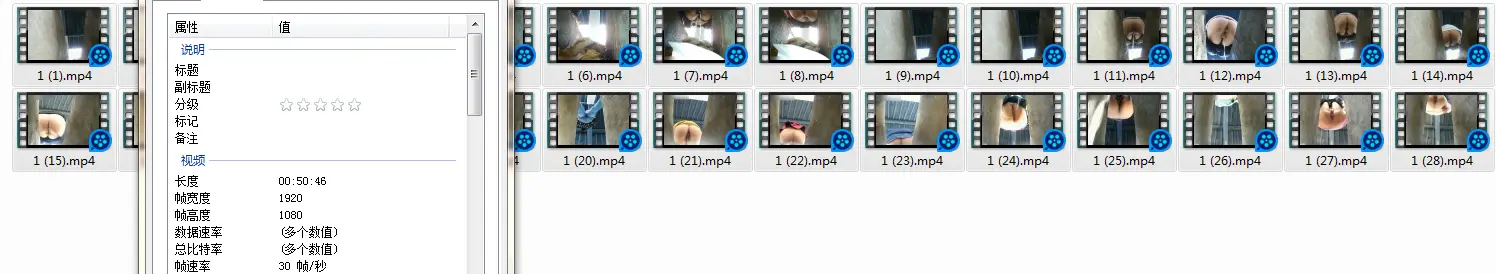 属性 值
说明
标题
副标题
分级
标记
备注
视频
长度 00:50:46
帧宽度 1920
帧高度 1080
数据速率 (多个数值)
总比特率 (多个数值)
帧速率 30 帧/秒
1 (1).mp4
1 (6).mp4
1 (7).mp4
1 (8).mp4
1 (9).mp4
1 (10).mp4
1 (11).mp4
1 (12).mp4
1 (13).mp4
1 (14).mp4
1 (15).mp4
1 (20).mp4
1 (21).mp4
1 (22).mp4
1 (23).mp4
1 (24).mp4
1 (25).mp4
1 (26).mp4
1 (27).mp4
1 (28).mp4